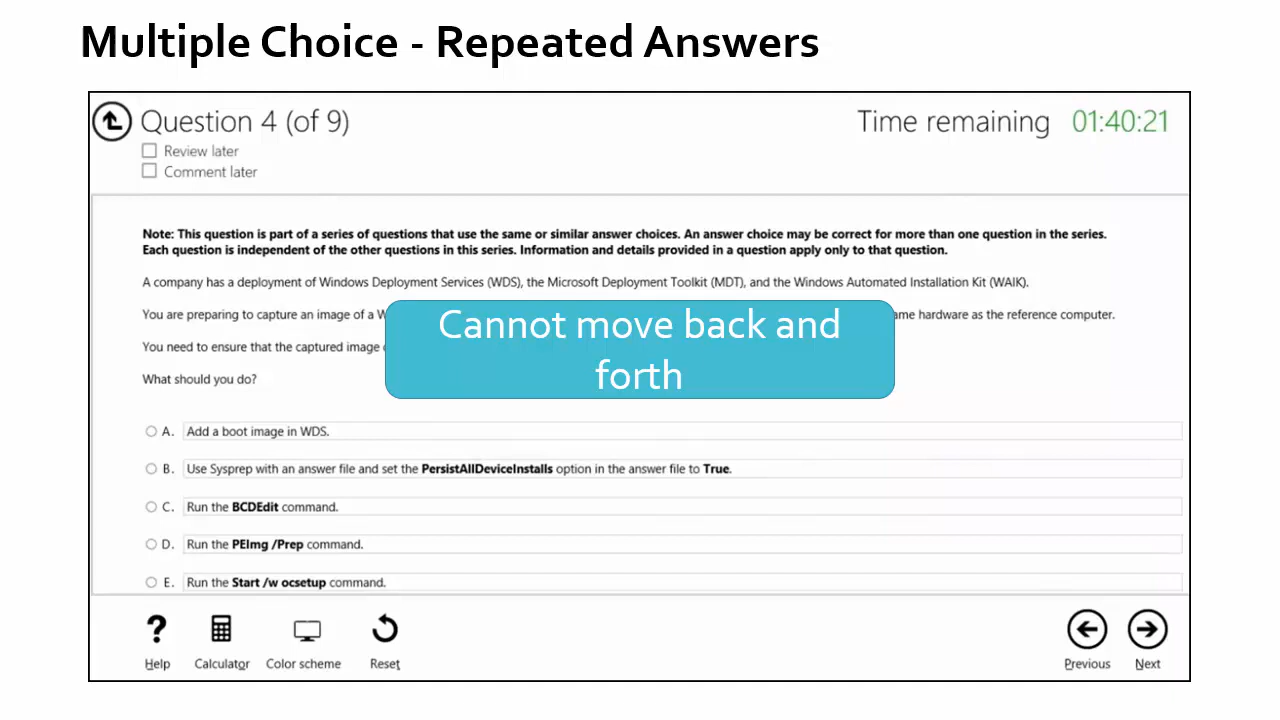 Multiple Choice - Repeated Answers
Question 4 (of 9)
Time remaining 01:40:21
Review later
Comment later
Note: This question is part of a series of questions that use the same or similar answer choices. An answer choice may be correct for more than one question in the series.
Each question is independent of the other questions in this series. Information and details provided in a question apply only to that question.
A company has a deployment of Windows Deployment Services (WDS), the Microsoft Deployment Toolkit (MDT), and the Windows Automated Installation Kit (WAIK).
You are preparing to capture an image of a hardware as the reference computer.
You need to ensure that the captured image
Cannot move back and
forth
What should you do?
A. Add a boot image in WDS.
B. Use Sysprep with an answer file and set the PersistAllDeviceInstalls option in the answer file to True.
C. Run the BCDEdit command.
D. Run the PEImg /Prep command.
E. Run the Start /w ocsetup command.
? Help
Calculator
Color scheme
Reset
Previous
Next